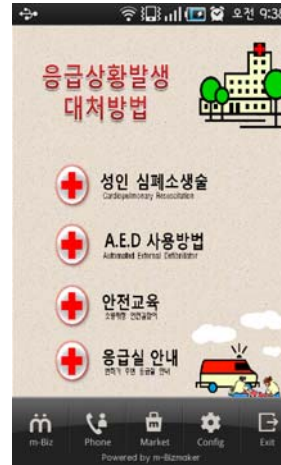 오전 9:38
응급상황발생
대처방법
성인 심폐소생술
Cardiopulmonary Resuscitation
A.E.D 사용방법
Automated External Defibrillator
안전교육
응급실 안내
m-Biz
Phone
Market
Config
Exit
Powered by m-Bizmaker